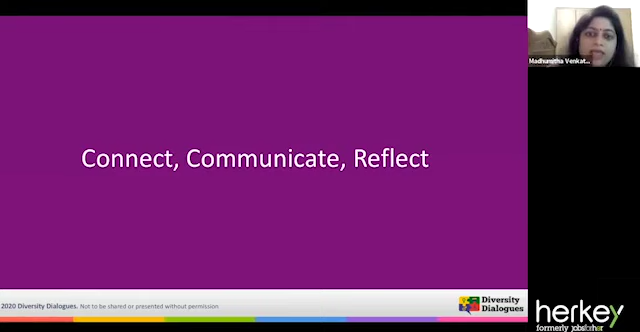 Madhumitha Venkat...
Connect, Communicate, Reflect
2020 Diversity Dialogues. Not to be shared or presented without permission
Diversity
Dialogues
herkey
formerly jobsforher